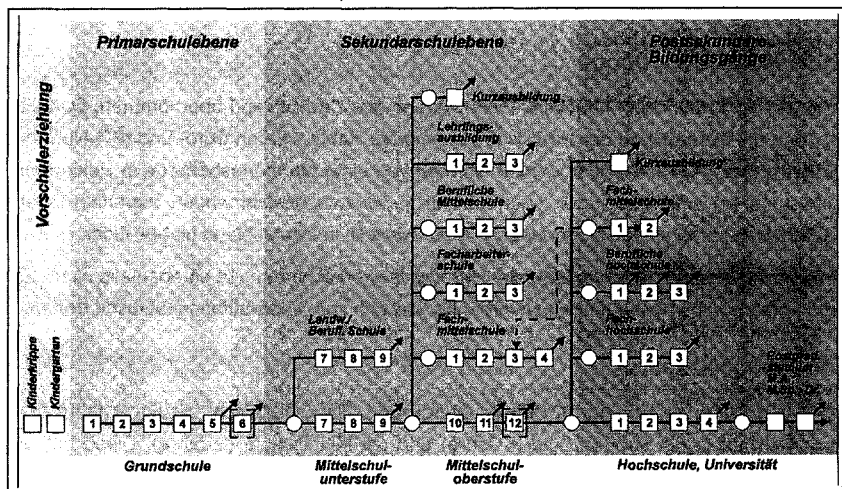 Primarschulebene
Sekundarschulebene
Postsekundäre
Bildungsgänge
Vorschulerziehung
Kurzausbildung
Lehrlings-
ausbildung
1 2 3
Kurzausbildung
Berufliche
Mittelschule
1 2 3
Fach-
mittelschule
1 2
Facharbeiter-
schule
1 2 3
Berufliche
hochschule
1 2 3
Landw./
Berufl. Schule
7 8 9
Fach-
mittelschule
1 2 3 4
Fach-
hochschule
1 2 3
Kinderkrippe
Kindergarten
1 2 3 4 5 6
7 8 9
10 11 12
1 2 3 4
Grundschule
Mittelschul-
unterstufe
Mittelschul-
oberstufe
Hochschule, Universität